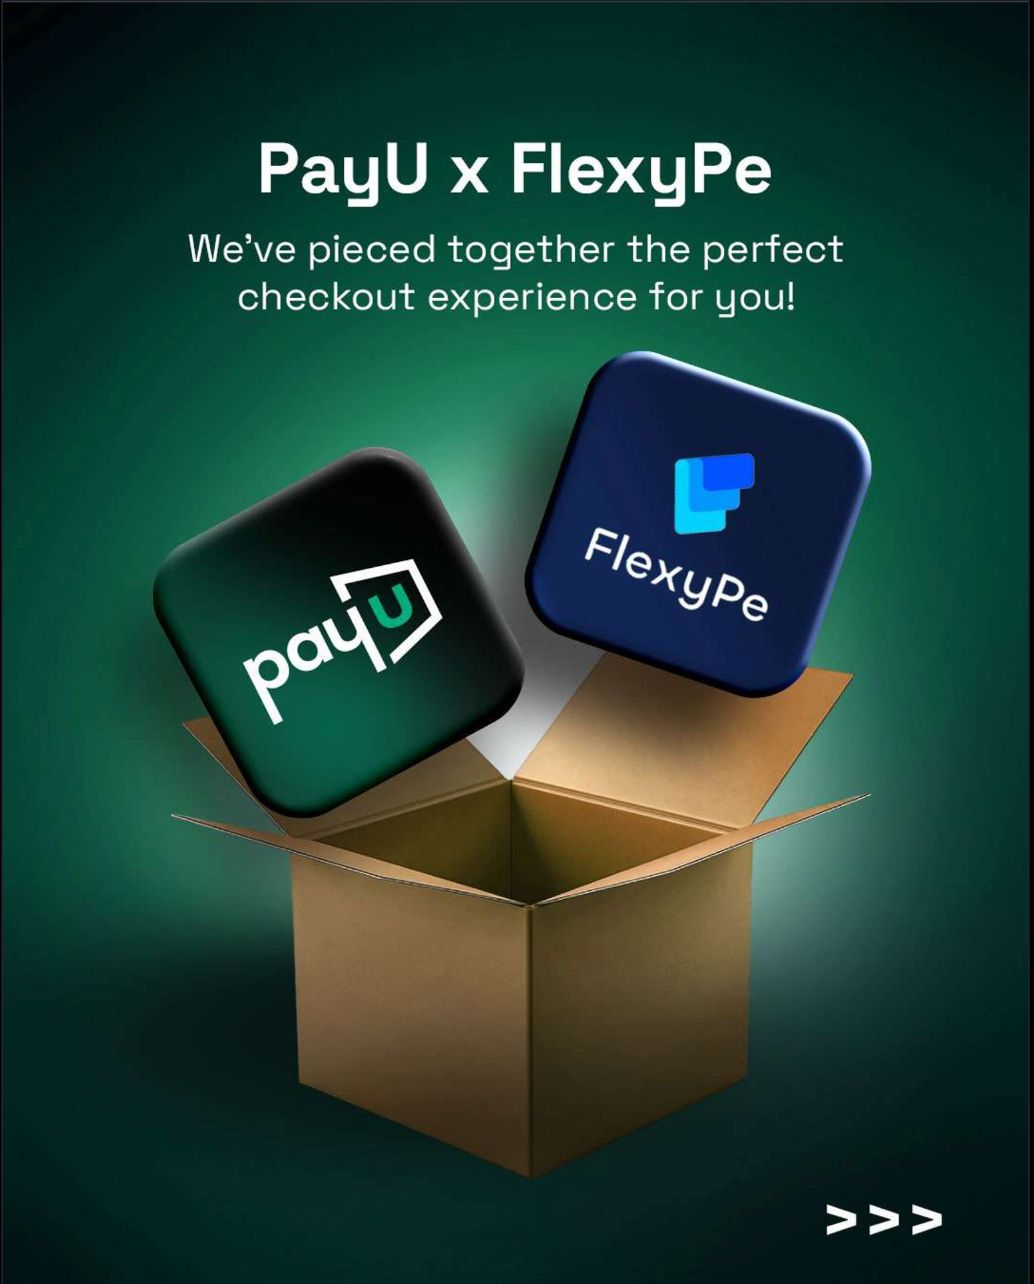 PayU x FlexyPe
We've pieced together the perfect
checkout experience for you!
FlexyPe
payU
>>>